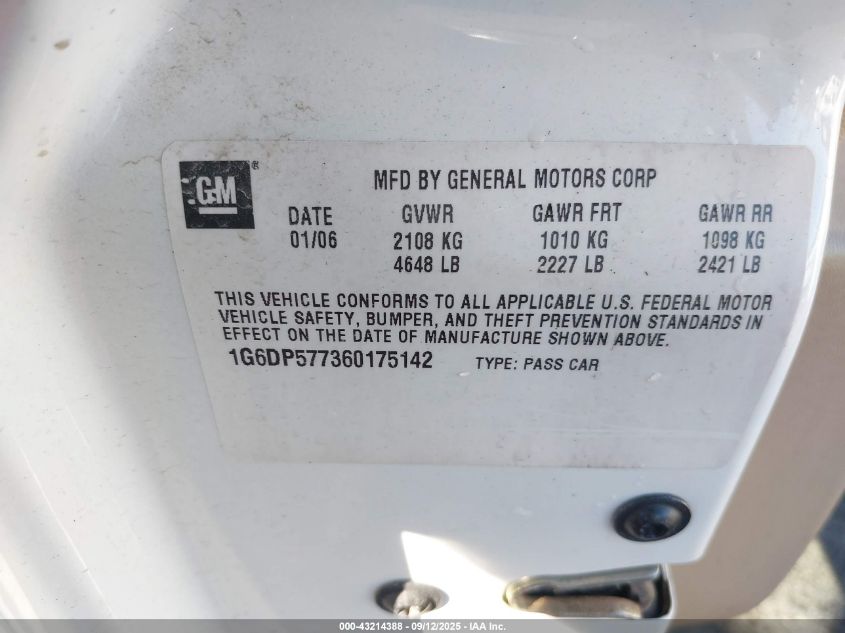 GM ®
MFD BY GENERAL MOTORS CORP
DATE GVWR GAWR FRT GAWR RR
01/06 2108 KG 1010 KG 1098 KG
4648 LB 2227 LB 2421 LB
THIS VEHICLE CONFORMS TO ALL APPLICABLE U.S. FEDERAL MOTOR
VEHICLE SAFETY, BUMPER, AND THEFT PREVENTION STANDARDS IN
EFFECT ON THE DATE OF MANUFACTURE SHOWN ABOVE.
1G6DP577360175142 TYPE: PASS CAR
000-43214388 - 09/12/2025 - IAA Inc.